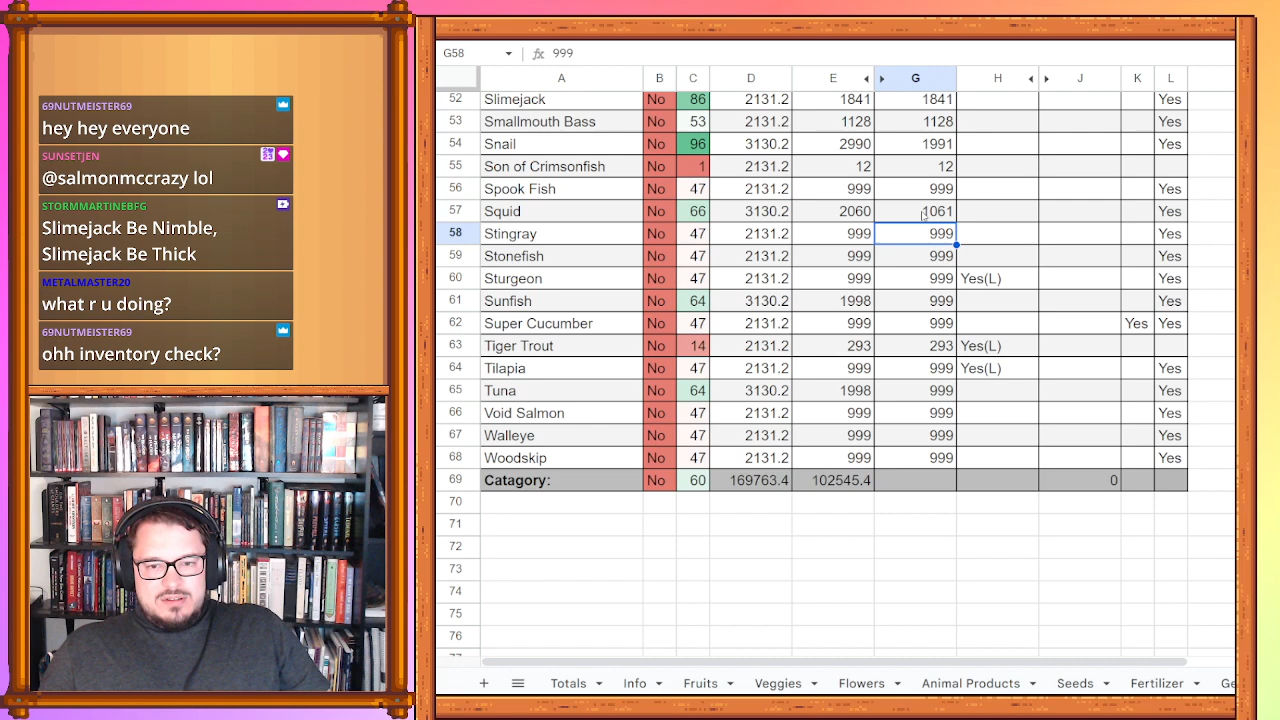 69NUTMEISTER69
hey hey everyone
SUNSETJEN
@salmonmccrazy lol
STORMMARTINEBFG
Slimejack Be Nimble,
Slimejack Be Thick
METALMASTER20
what r u doing?
69NUTMEISTER69
ohh inventory check?
G58 fx 999
A B C D E G H J K L
52 Slimejack No 86 2131.2 1841 1841 Yes
53 Smallmouth Bass No 53 2131.2 1128 1128 Yes
54 Snail No 96 3130.2 2990 1991 Yes
55 Son of Crimsonfish No 1 2131.2 12 12
56 Spook Fish No 47 2131.2 999 999 Yes
57 Squid No 66 3130.2 2060 1061 Yes
58 Stingray No 47 2131.2 999 999 Yes
59 Stonefish No 47 2131.2 999 999 Yes
60 Sturgeon No 47 2131.2 999 999 Yes(L) Yes
61 Sunfish No 64 3130.2 1998 999 Yes
62 Super Cucumber No 47 2131.2 999 999 Yes Yes
63 Tiger Trout No 14 2131.2 293 293 Yes(L)
64 Tilapia No 47 2131.2 999 999 Yes(L) Yes
65 Tuna No 64 3130.2 1998 999 Yes
66 Void Salmon No 47 2131.2 999 999 Yes
67 Walleye No 47 2131.2 999 999 Yes
68 Woodskip No 47 2131.2 999 999 Yes
69 Catagory: No 60 169763.4 102545.4 0
70
71
72
73
74
75
76
Totals Info Fruits Veggies Flowers Animal Products Seeds Fertilizer Ge